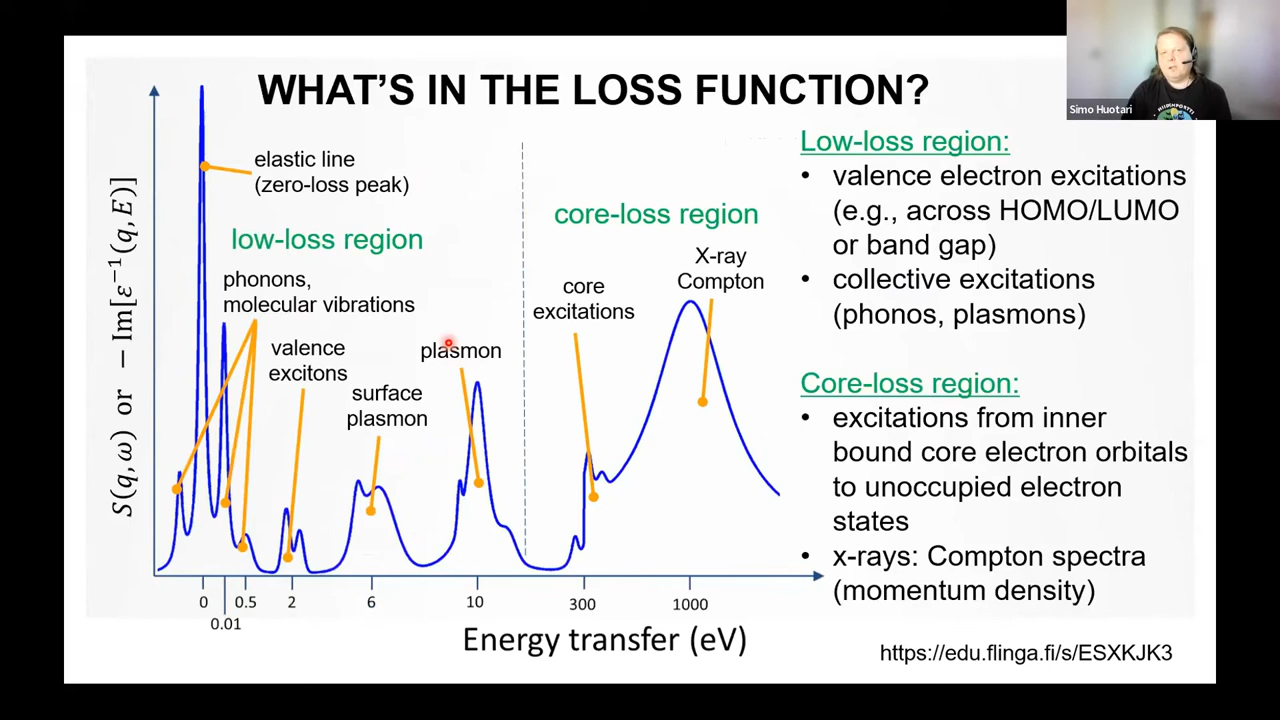 WHAT'S IN THE LOSS FUNCTION?
Simo Huotari
elastic line
(zero-loss peak)
low-loss region
phonons,
molecular vibrations
valence
excitons
surface
plasmon
plasmon
core-loss region
core
excitations
X-ray
Compton
S(q,ω) or −Im[ε⁻¹(q,E)]
0 0.5 2 6 10 300 1000
0.01
Energy transfer (eV)
Low-loss region:
• valence electron excitations
(e.g., across HOMO/LUMO
or band gap)
• collective excitations
(phonos, plasmons)
Core-loss region:
• excitations from inner
bound core electron orbitals
to unoccupied electron
states
• x-rays: Compton spectra
(momentum density)
https://edu.flinga.fi/s/ESXKJK3